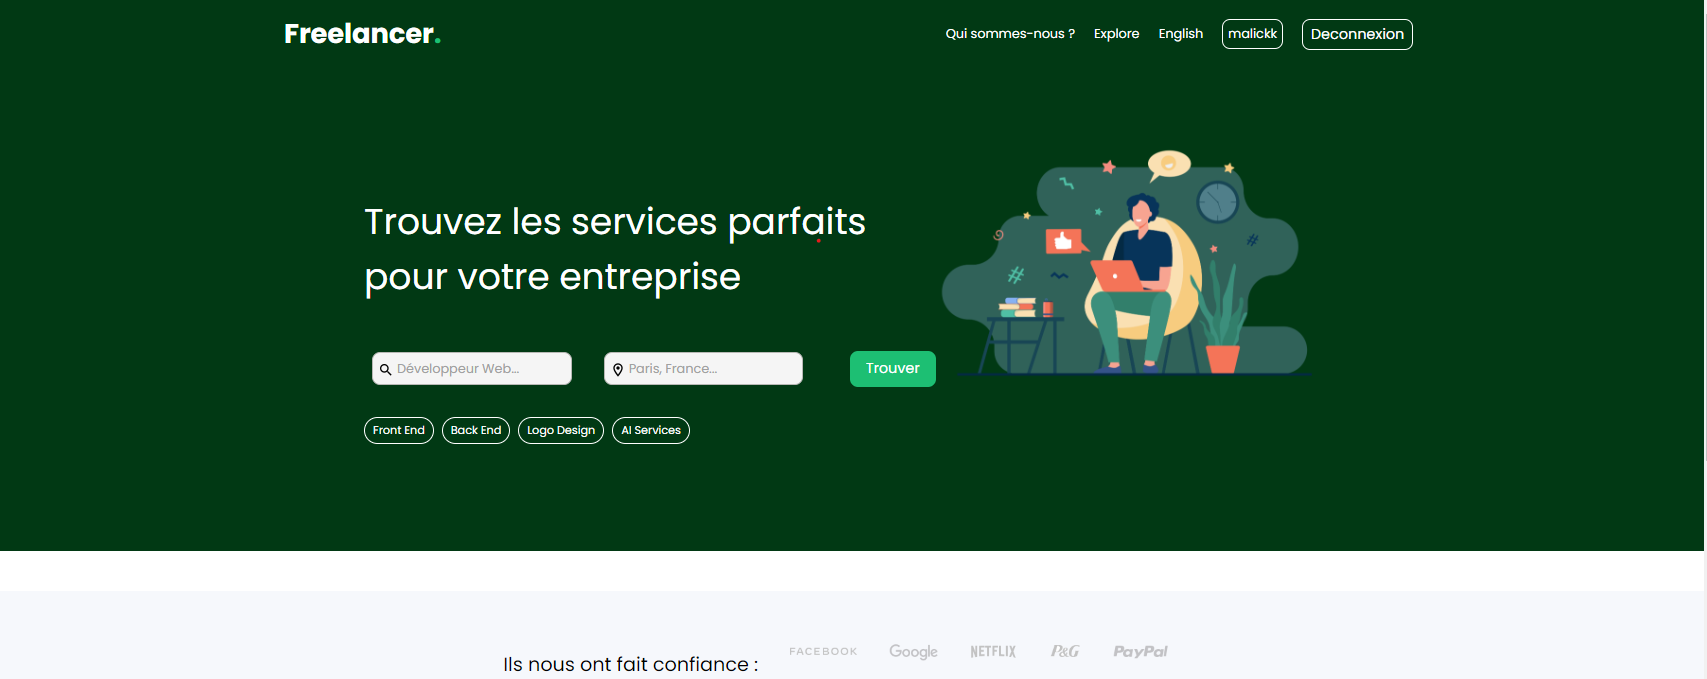 Freelancer.
Qui sommes-nous ? Explore English malickk Deconnexion
Trouvez les services parfaits
pour votre entreprise
Développeur Web...
Paris, France...
Trouver
Front End Back End Logo Design AI Services
Ils nous ont fait confiance :
FACEBOOK Google NETFLIX P&G PayPal